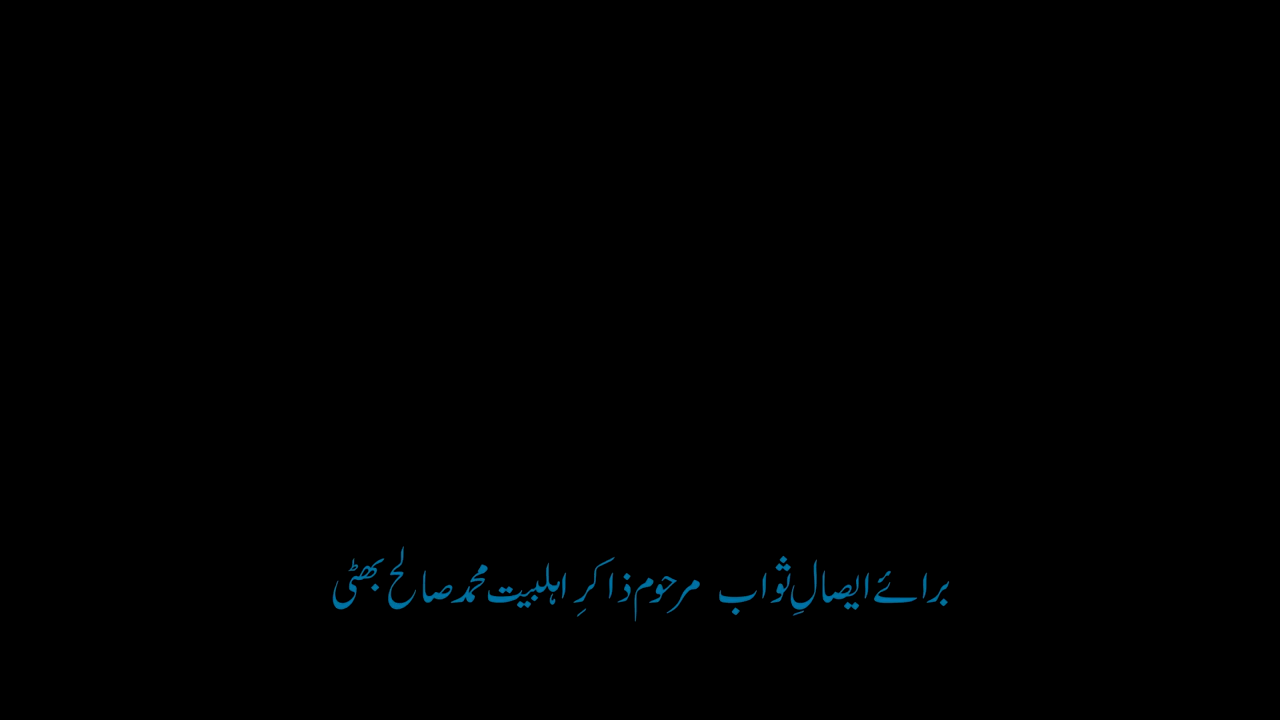 برائے ایصالِ ثواب مرحوم ذاکرِ اہلبیت محمد صالح بھٹی